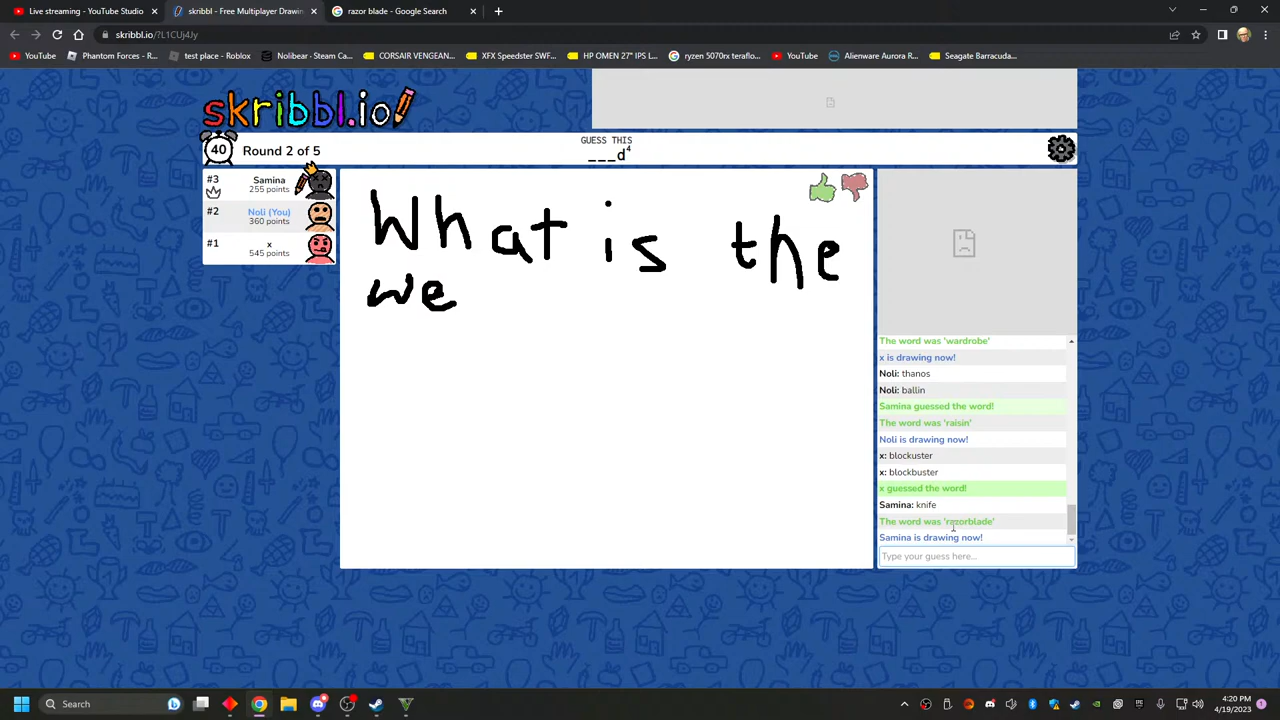 Live streaming - YouTube Studio
skribbl - Free Multiplayer Drawin
razor blade - Google Search
skribbl.io/?L1CUj4Jy
YouTube
Phantom Forces - R...
test place - Roblox
Nolibear - Steam Ca...
CORSAIR VENGEAN...
XFX Speedster SWF...
HP OMEN 27" IPS L...
ryzen 5070rx teraflo...
YouTube
Alienware Aurora R...
Seagate Barracuda...
skribbl.io
40
Round 2 of 5
GUESS THIS
___d 4
#3 Samina
255 points
#2 Noli (You)
360 points
#1 x
545 points
What is the
we
The word was 'wardrobe'
x is drawing now!
Noli: thanos
Noli: ballin
Samina guessed the word!
The word was 'raisin'
Noli is drawing now!
x: blockuster
x: blockbuster
x guessed the word!
Samina: knife
The word was 'razorblade'
Samina is drawing now!
Type your guess here...
Search
4:20 PM
4/19/2023
1